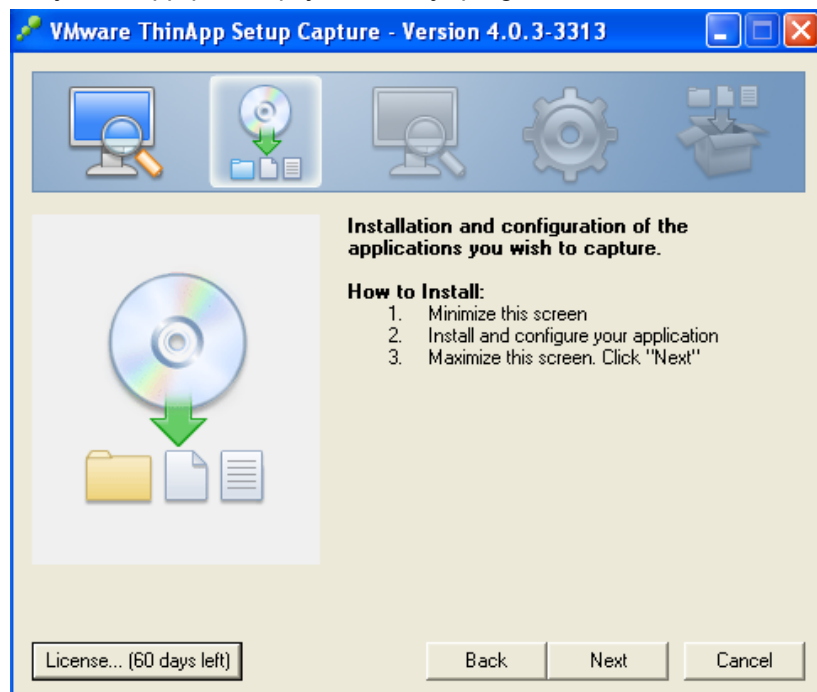 VMware ThinApp Setup Capture - Version 4.0.3-3313
Installation and configuration of the
applications you wish to capture.
How to Install:
1. Minimize this screen
2. Install and configure your application
3. Maximize this screen. Click "Next"
License... (60 days left)
Back
Next
Cancel